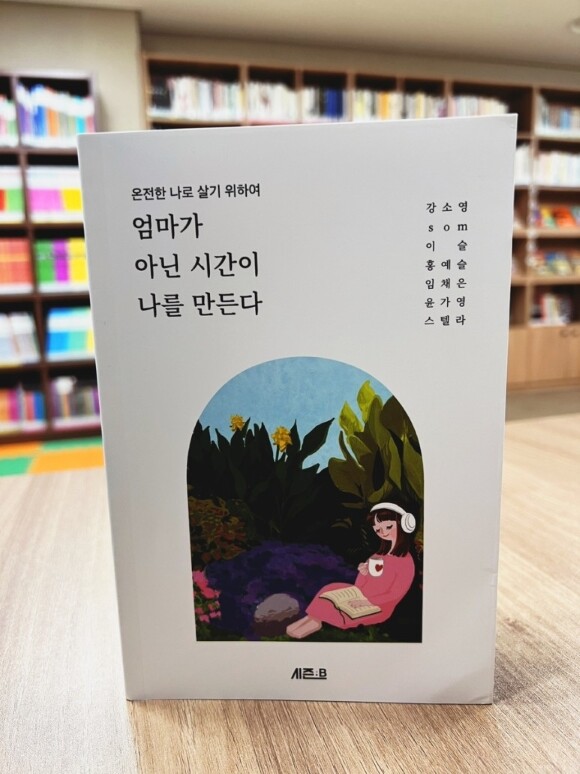 온전한 나로 살기 위하여
엄마가
아닌 시간이
나를 만든다
강소영
som
이슬
홍예슬
임채은
윤가영
스텔라
시즌:B